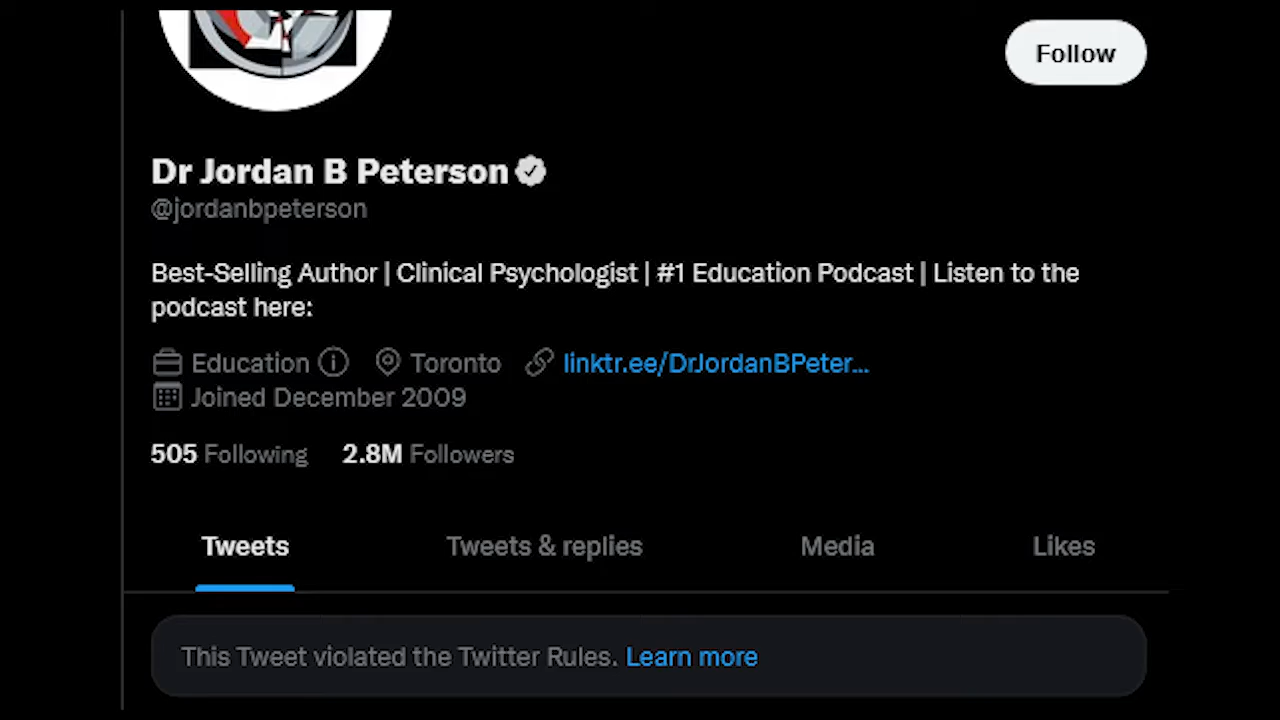 Follow
Dr Jordan B Peterson
@jordanbpeterson
Best-Selling Author | Clinical Psychologist | #1 Education Podcast | Listen to the
podcast here:
Education Toronto linktr.ee/DrJordanBPeter...
Joined December 2009
505 Following 2.8M Followers
Tweets Tweets & replies Media Likes
This Tweet violated the Twitter Rules. Learn more